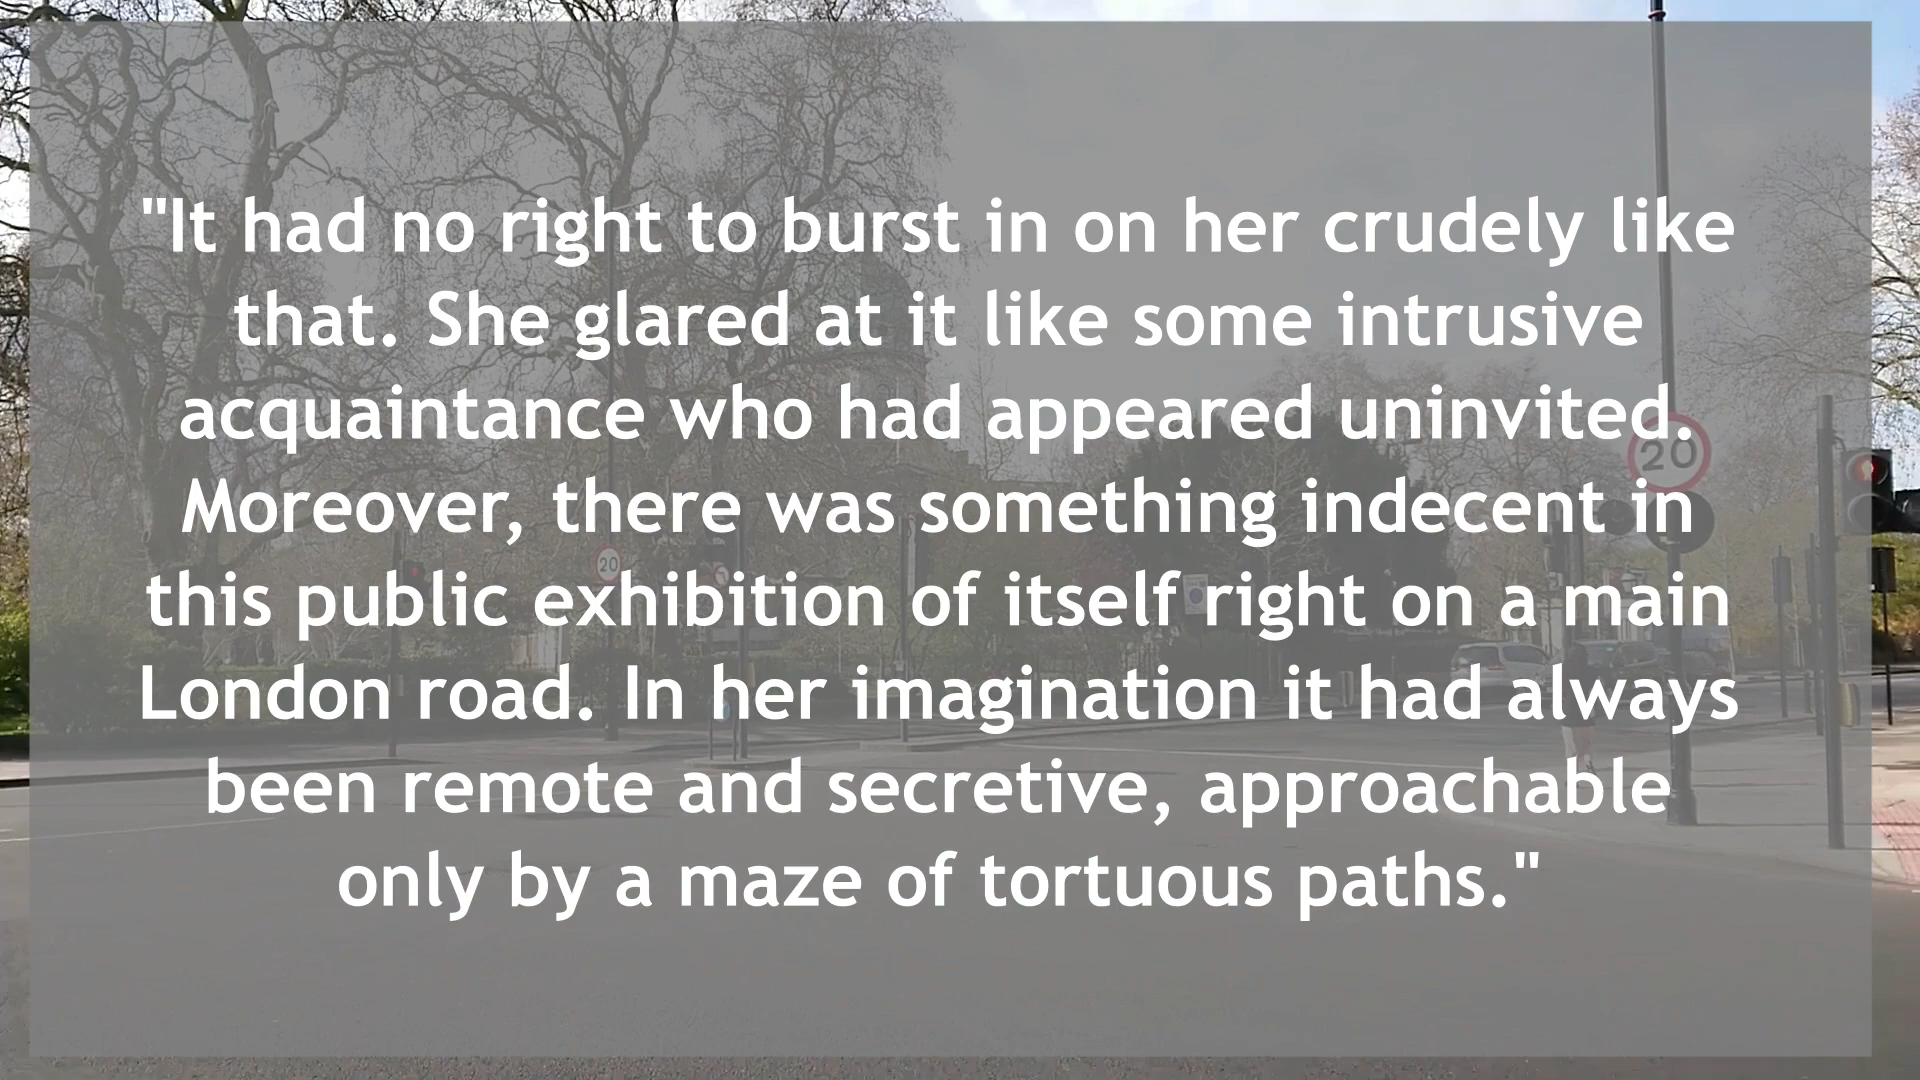 "It had no right to burst in on her crudely like
that. She glared at it like some intrusive
acquaintance who had appeared uninvited.
Moreover, there was something indecent in
this public exhibition of itself right on a main
London road. In her imagination it had always
been remote and secretive, approachable
only by a maze of tortuous paths."
20
20